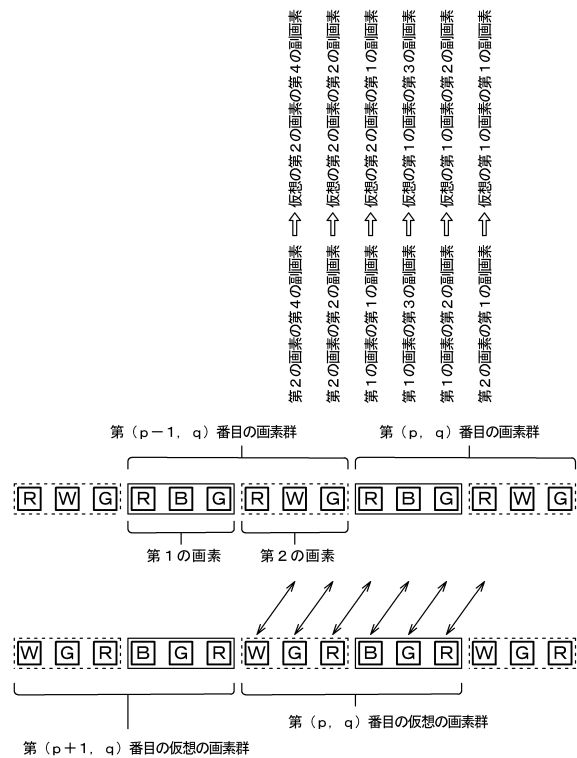 第2の画素の第4の副画素⇨仮想の第2の画素の第4の副画素
第2の画素の第2の副画素⇨仮想の第2の画素の第2の副画素
第1の画素の第1の副画素⇨仮想の第2の画素の第1の副画素
第1の画素の第3の副画素⇨仮想の第1の画素の第3の副画素
第1の画素の第2の副画素⇨仮想の第1の画素の第2の副画素
第2の画素の第1の副画素⇨仮想の第1の画素の第1の副画素
第(p－1, q)番目の画素群 第(p, q)番目の画素群
R W G R B G R W G R B G R W G
第1の画素 第2の画素
W G R B G R W G R B G R W G R
第(p, q)番目の仮想の画素群
第(p＋1, q)番目の仮想の画素群